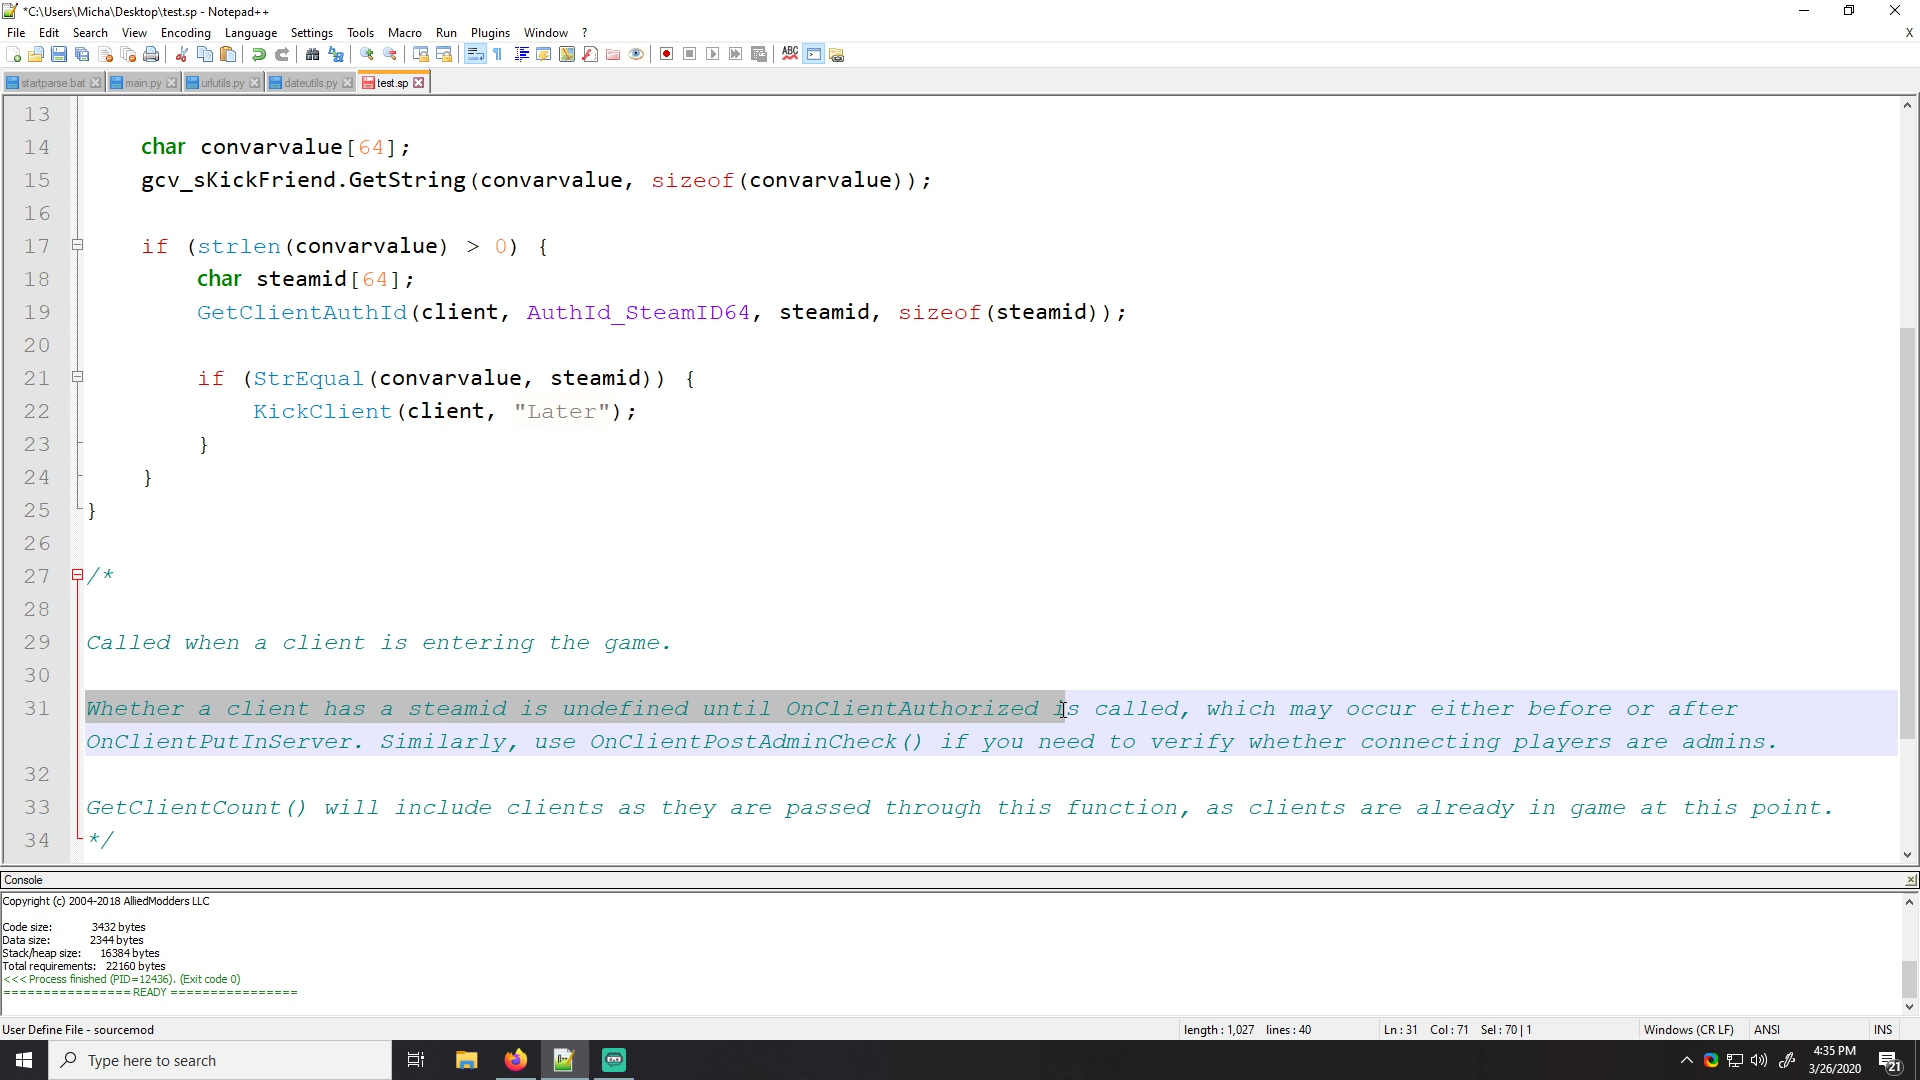 *C:\Users\Micha\Desktop\test.sp - Notepad++
File Edit Search View Encoding Language Settings Tools Macro Run Plugins Window ? X
startparse.bat main.py urlutils.py dateutils.py test.sp
13
14 char convarvalue[64];
15 gcv_sKickFriend.GetString(convarvalue, sizeof(convarvalue));
16
17 if (strlen(convarvalue) > 0) {
18 char steamid[64];
19 GetClientAuthId(client, AuthId_SteamID64, steamid, sizeof(steamid));
20
21 if (StrEqual(convarvalue, steamid)) {
22 KickClient(client, "Later");
23 }
24 }
25 }
26
27 /*
28
29 Called when a client is entering the game.
30
31 Whether a client has a steamid is undefined until OnClientAuthorized is called, which may occur either before or after
OnClientPutInServer. Similarly, use OnClientPostAdminCheck() if you need to verify whether connecting players are admins.
32
33 GetClientCount() will include clients as they are passed through this function, as clients are already in game at this point.
34 */
Console
Copyright (c) 2004-2018 AlliedModders LLC
Code size: 3432 bytes
Data size: 2344 bytes
Stack/heap size: 16384 bytes
Total requirements: 22160 bytes
<<< Process finished (PID=12436). (Exit code 0)
================ READY ================
User Define File - sourcemod length : 1,027 lines : 40 Ln : 31 Col : 71 Sel : 70 | 1 Windows (CR LF) ANSI INS
Type here to search
4:35 PM
3/26/2020
21